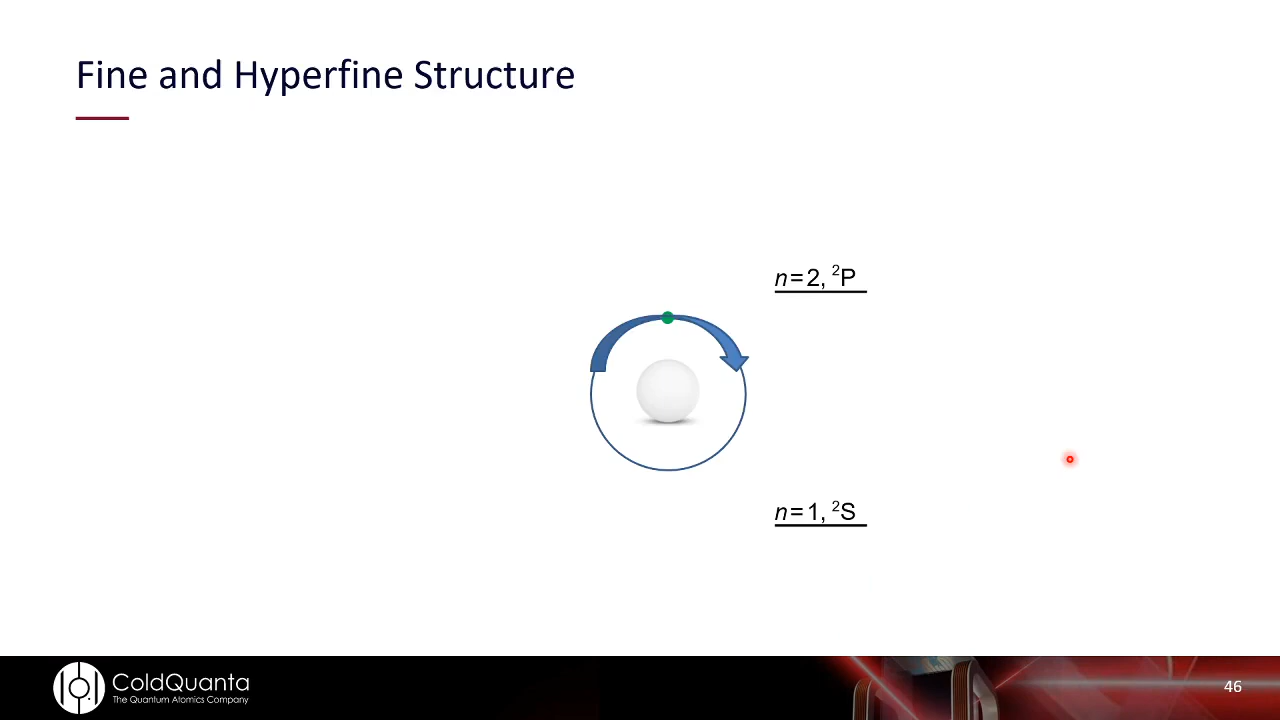 Fine and Hyperfine Structure
n=2, ²P
n=1, ²S
ColdQuanta
The Quantum Atomics Company
46